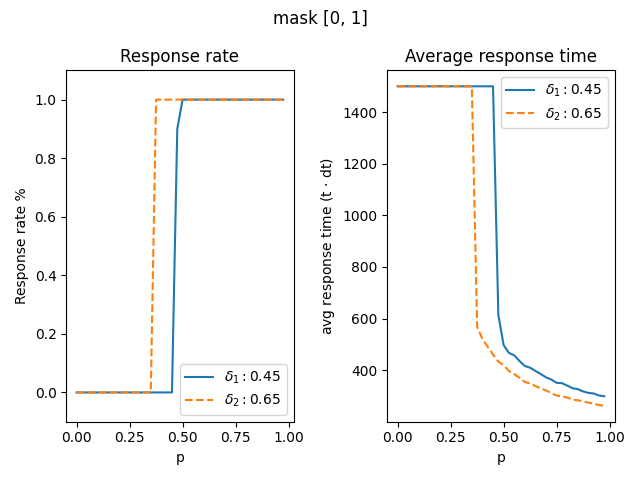 mask [0, 1]
Response rate
Response rate %
1.0
0.8
0.6
0.4
0.2
0.0
δ₁ : 0.45
δ₂ : 0.65
0.00 0.25 0.50 0.75 1.00
p
Average response time
avg response time (t · dt)
1400
1200
1000
800
600
400
δ₁ : 0.45
δ₂ : 0.65
0.00 0.25 0.50 0.75 1.00
p